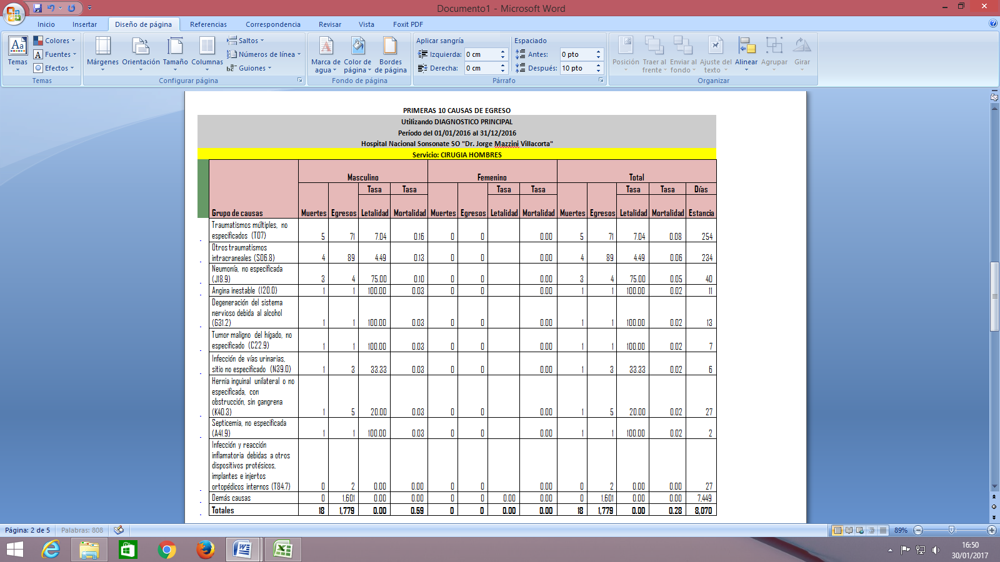 Documento1 - Microsoft Word
Inicio Insertar Diseño de página Referencias Correspondencia Revisar Vista Foxit PDF
Temas Colores Fuentes Efectos
Temas
Márgenes Orientación Tamaño Columnas Saltos Números de línea Guiones
Configurar página
Marca de agua Color de página Bordes de página
Fondo de página
Aplicar sangría Espaciado
Izquierda: 0 cm Antes: 0 pto
Derecha: 0 cm Después: 10 pto
Párrafo
Posición Traer al frente Enviar al fondo Ajuste del texto Alinear Agrupar Girar
Organizar
PRIMERAS 10 CAUSAS DE EGRESO
Utilizando DIAGNOSTICO PRINCIPAL
Período del 01/01/2016 al 31/12/2016
Hospital Nacional Sonsonate SO "Dr. Jorge Mazzini Villacorta"
Servicio: CIRUGIA HOMBRES
Masculino Femenino Total
Tasa Tasa Tasa Tasa Tasa Tasa Días
Grupo de causas Muertes Egresos Letalidad Mortalidad Muertes Egresos Letalidad Mortalidad Muertes Egresos Letalidad Mortalidad Estancia
Traumatismos múltiples, no
especificados (T07) 5 71 7.04 0.16 0 0 0.00 5 71 7.04 0.08 254
Otros traumatismos
intracraneales (S06.8) 4 89 4.49 0.13 0 0 0.00 4 89 4.49 0.06 234
Neumonía, no especificada
(J18.9) 3 4 75.00 0.10 0 0 0.00 3 4 75.00 0.05 40
Angina inestable (I20.0) 1 1 100.00 0.03 0 0 0.00 1 1 100.00 0.02 11
Degeneración del sistema
nervioso debida al alcohol
(G31.2) 1 1 100.00 0.03 0 0 0.00 1 1 100.00 0.02 13
Tumor maligno del hígado, no
especificado (C22.9) 1 1 100.00 0.03 0 0 0.00 1 1 100.00 0.02 7
Infección de vías urinarias,
sitio no especificado (N39.0) 1 3 33.33 0.03 0 0 0.00 1 3 33.33 0.02 6
Hernia inguinal unilateral o no
especificada, con
obstrucción, sin gangrena
(K40.3) 1 5 20.00 0.03 0 0 0.00 1 5 20.00 0.02 27
Septicemia, no especificada
(A41.9) 1 1 100.00 0.03 0 0 0.00 1 1 100.00 0.02 2
Infección y reacción
inflamatoria debidas a otros
dispositivos protésicos,
implantes e injertos
ortopédicos internos (T84.7) 0 2 0.00 0.00 0 0 0.00 0 2 0.00 0.00 27
Demás causas 0 1,601 0.00 0.00 0 0 0.00 0.00 0 1,601 0.00 0.00 7,449
Totales 18 1,779 0.00 0.59 0 0 0.00 0.00 18 1,779 0.00 0.28 8,070
Página: 2 de 5 Palabras: 808 89%
16:50
30/01/2017